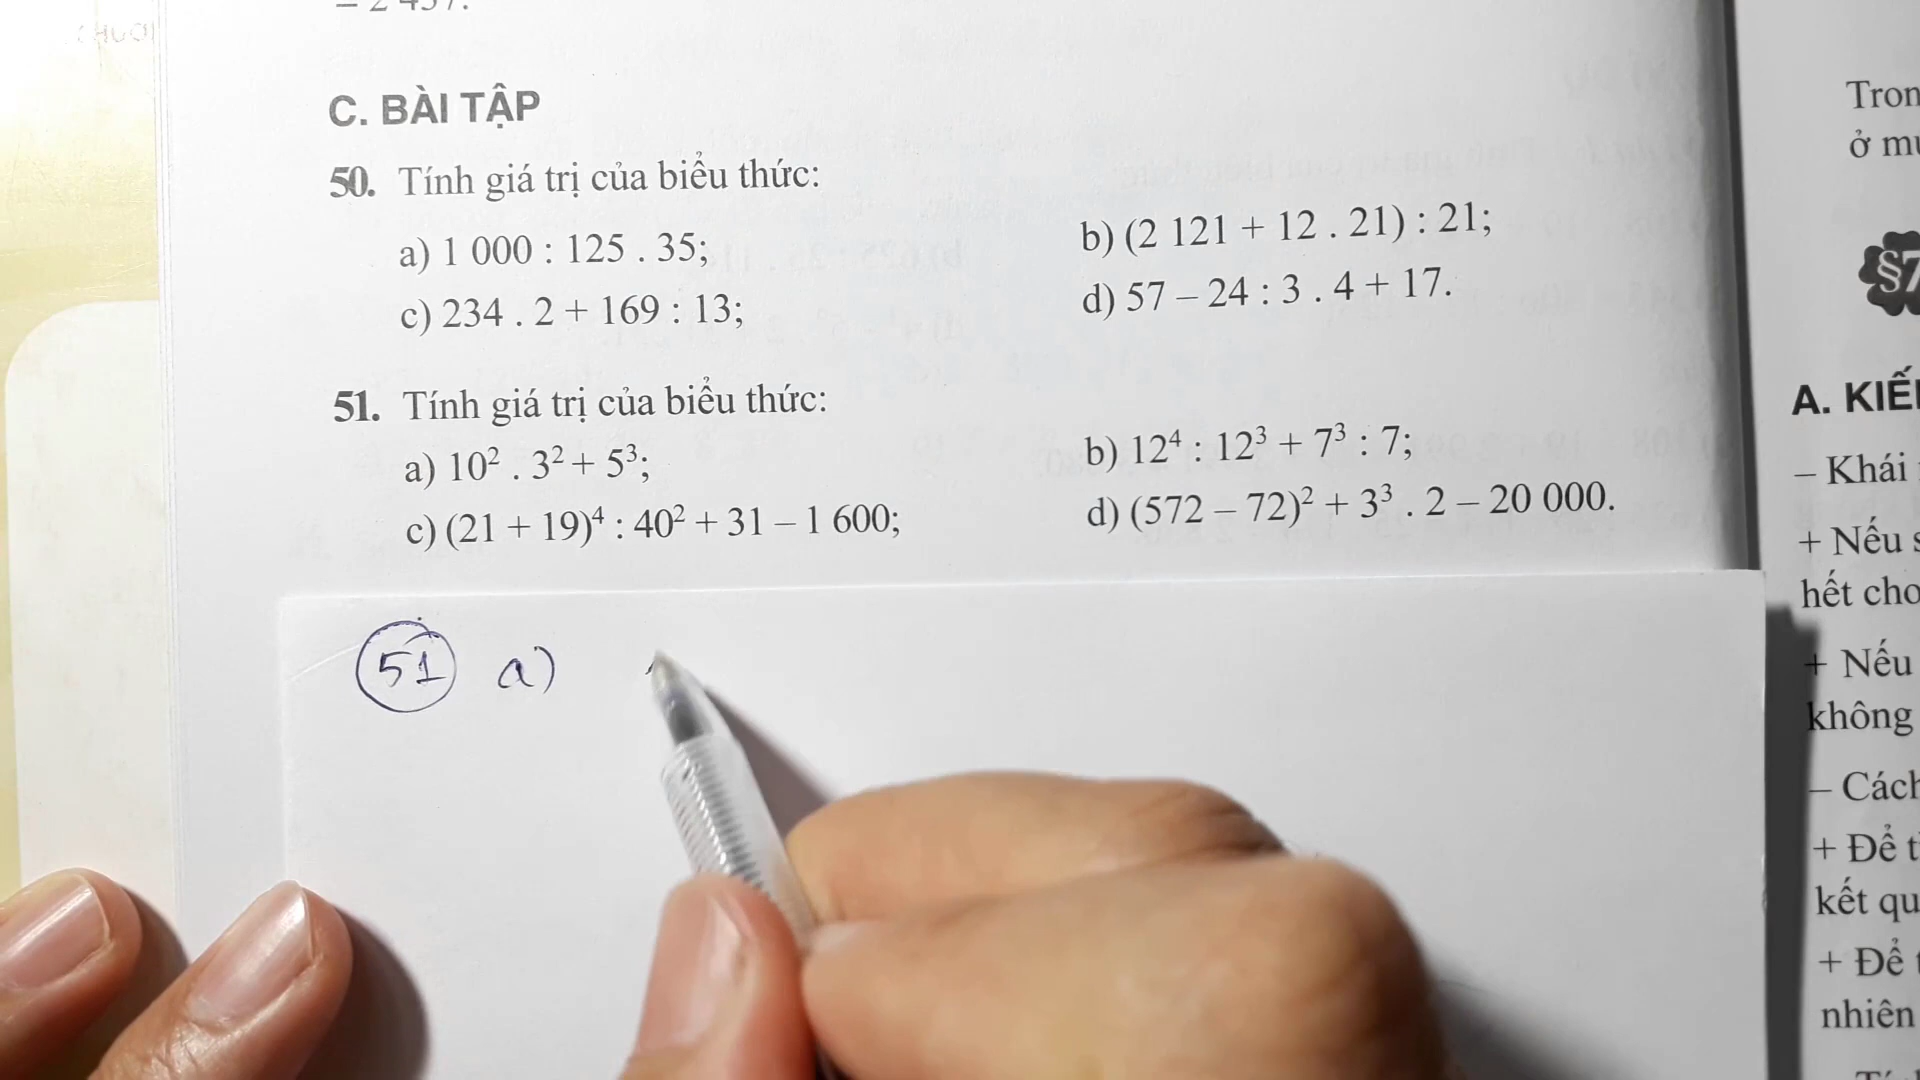 C. BÀI TẬP
50. Tính giá trị của biểu thức:
a) 1 000 : 125 . 35;
b) (2 121 + 12 . 21) : 21;
c) 234 . 2 + 169 : 13;
d) 57 – 24 : 3 . 4 + 17.
51. Tính giá trị của biểu thức:
a) 10² . 3² + 5³;
b) 12⁴ : 12³ + 7³ : 7;
c) (21 + 19)⁴ : 40² + 31 – 1 600;
d) (572 – 72)² + 3³ . 2 – 20 000.
51 a)
Tron
ở mu
§7
A. KIẾ
– Khái
+ Nếu s
hết cho
+ Nếu
không
– Cách
+ Để t
kết qu
+ Để t
nhiên